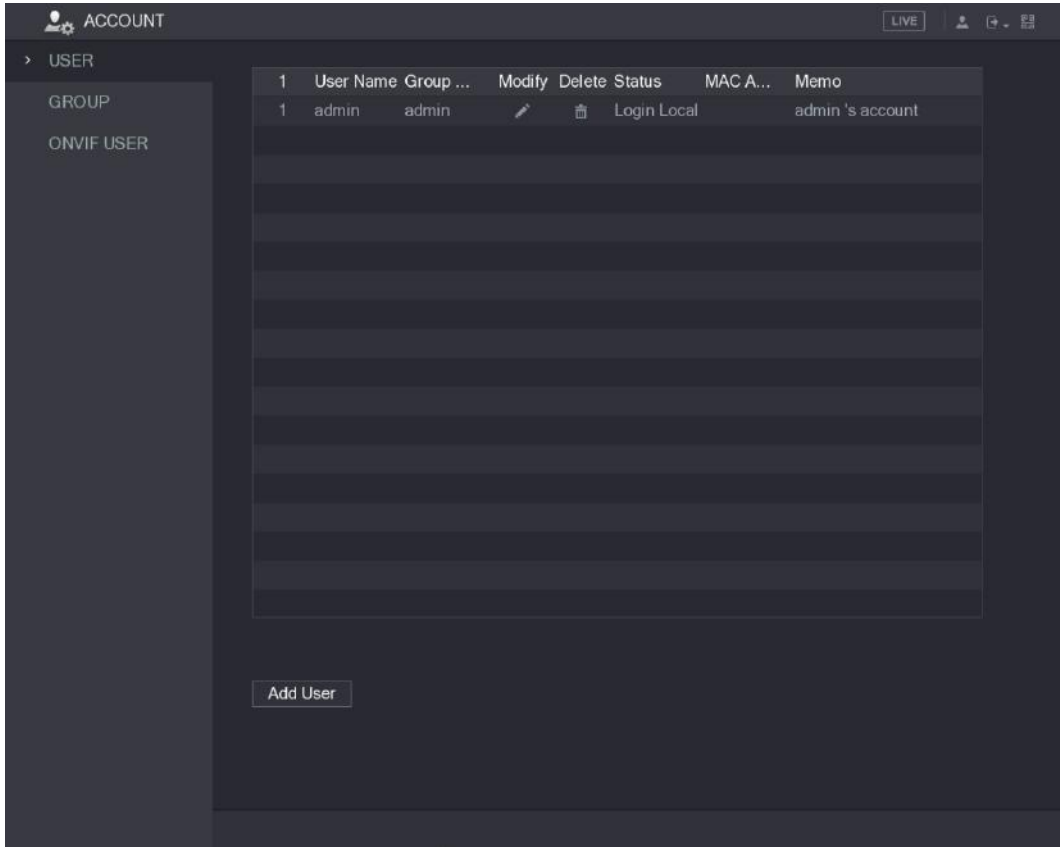 ACCOUNT
LIVE
USER
GROUP
ONVIF USER
1 User Name Group ... Modify Delete Status MAC A... Memo
1 admin admin Login Local admin 's account
Add User